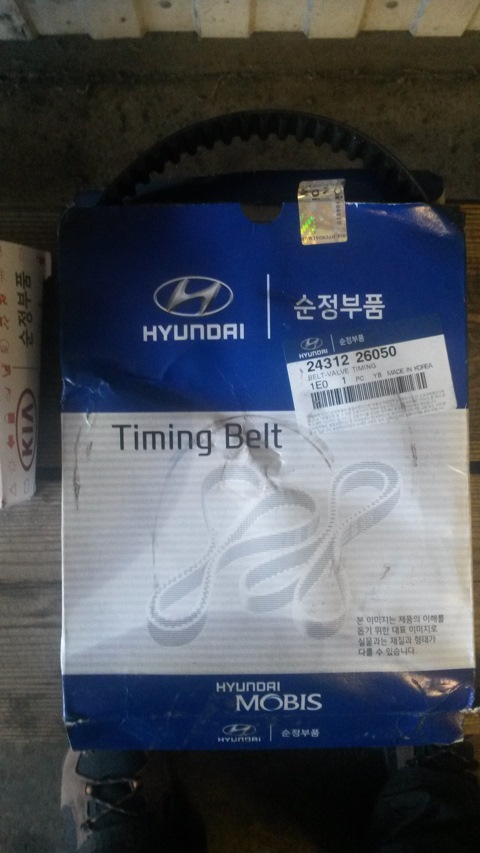 HYUNDAI
순정부품
HYUNDAI
순정부품
24312 26050
BELT-VALVE TIMING
1E0 1 PC YB MADE IN KOREA
Timing Belt
본 이미지는 제품의 이해를
돕기 위한 대표 이미지로
실물과는 재질과 형태가
다를 수 있습니다.
HYUNDAI
MOBIS
HYUNDAI
순정부품
KIA
순정부품